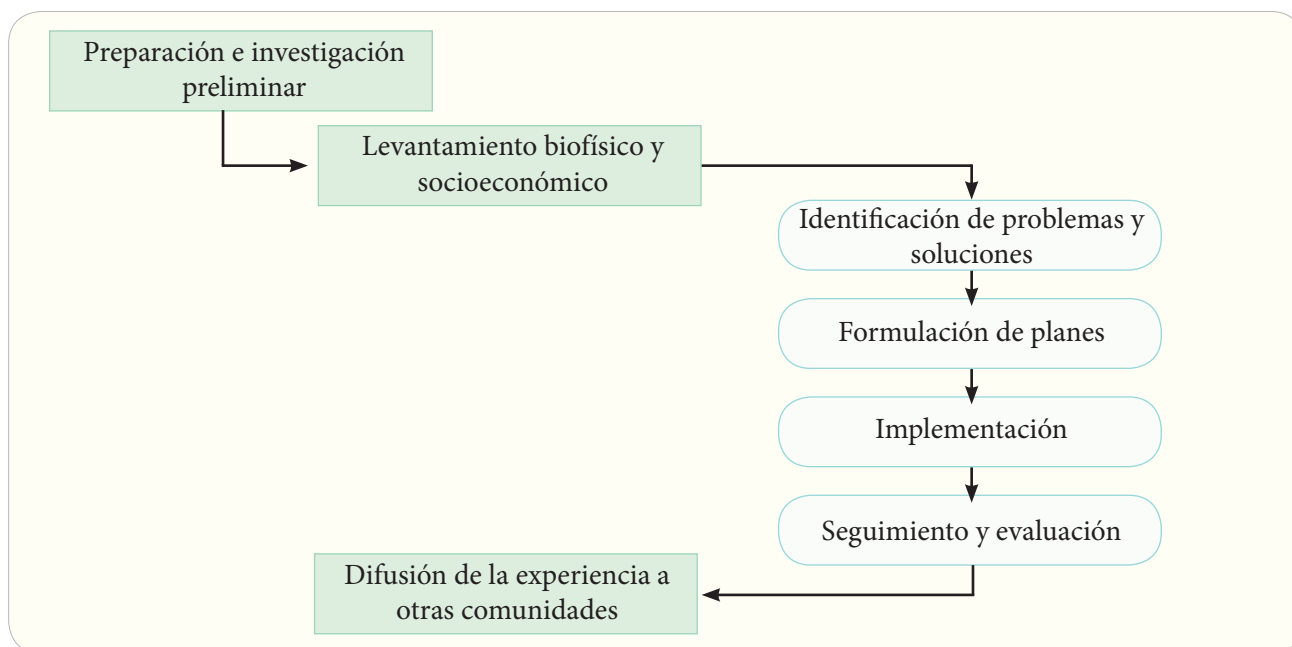 Preparación e investigación
preliminar
Levantamiento biofísico y
socioeconómico
Identificación de problemas y
soluciones
Formulación de planes
Implementación
Seguimiento y evaluación
Difusión de la experiencia a
otras comunidades